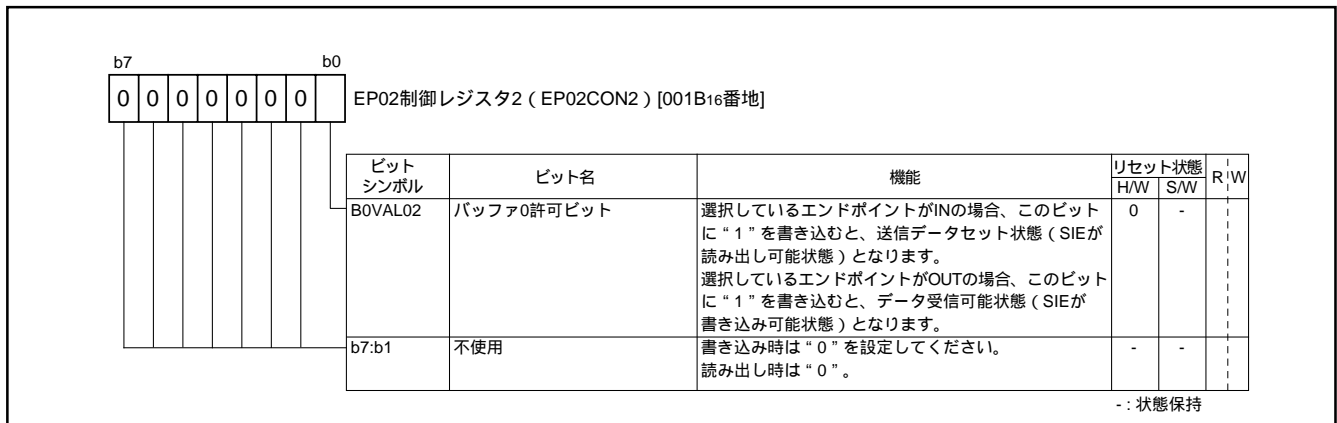 b7 b0
0 0 0 0 0 0 0 EP02制御レジスタ2（EP02CON2）[001B16番地]
ビット
シンボル ビット名 機能 リセット状態 R W
H/W S/W
B0VAL02 バッファ0許可ビット 選択しているエンドポイントがINの場合、このビット 0 -
に“1”を書き込むと、送信データセット状態（SIEが
読み出し可能状態）となります。
選択しているエンドポイントがOUTの場合、このビット
に“1”を書き込むと、データ受信可能状態（SIEが
書き込み可能状態）となります。
b7:b1 不使用 書き込み時は“0”を設定してください。 - -
読み出し時は“0”。
-：状態保持